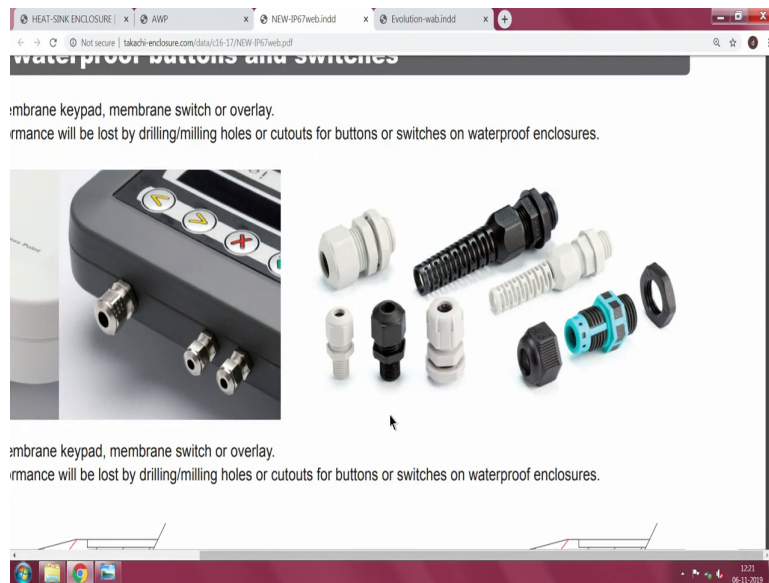 HEAT-SINK ENCLOSURE |
AWP
NEW-IP67web.indd
Evolution-wab.indd
Not secure | takachi-enclosure.com/data/c16-17/NEW-IP67web.pdf
waterproof buttons and switches
embrane keypad, membrane switch or overlay.
ormance will be lost by drilling/milling holes or cutouts for buttons or switches on waterproof enclosures.
embrane keypad, membrane switch or overlay.
ormance will be lost by drilling/milling holes or cutouts for buttons or switches on waterproof enclosures.
12:21
06-11-2019